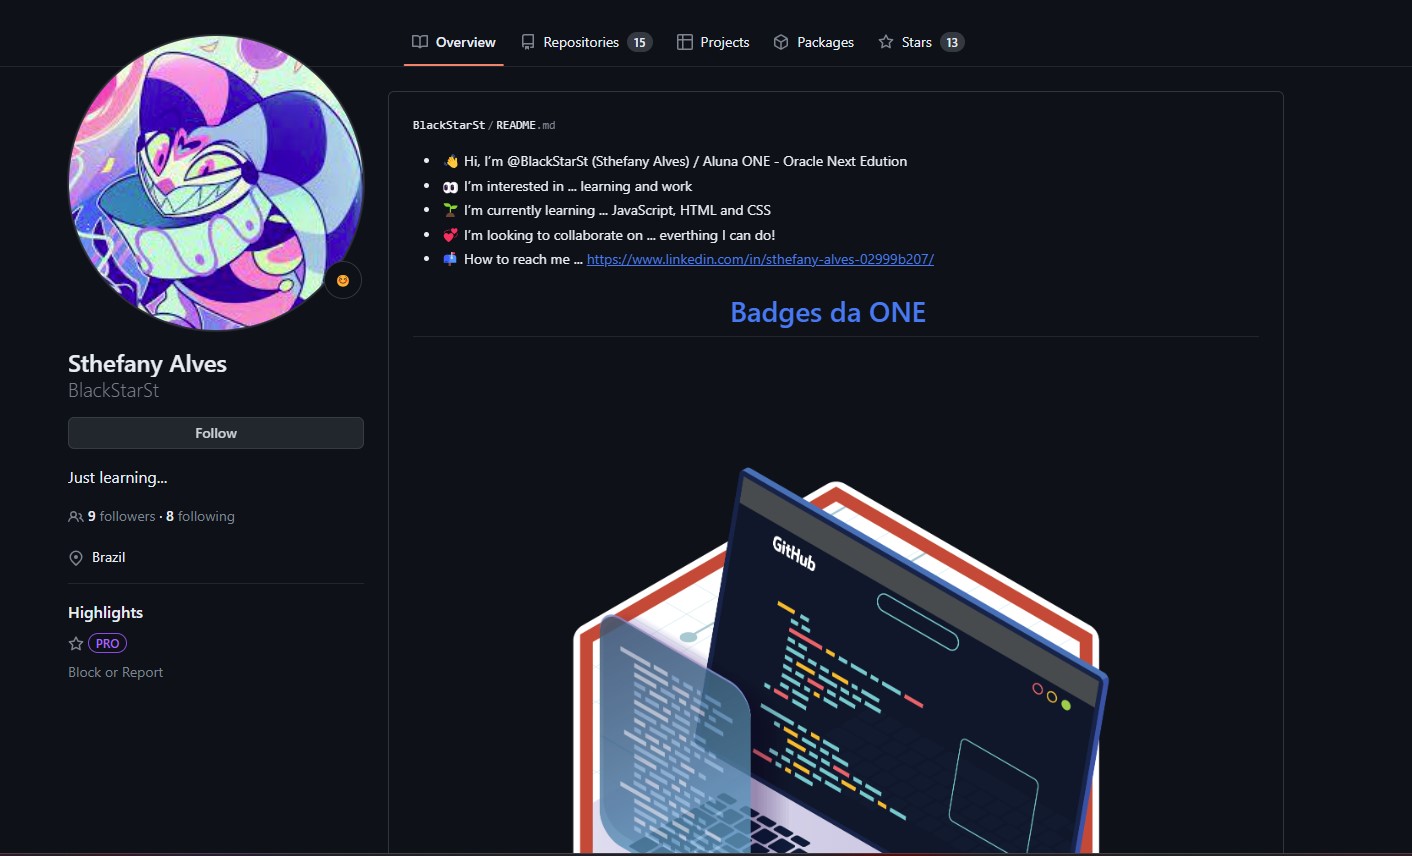 Overview Repositories 15 Projects Packages Stars 13
BlackStarSt / README.md
👋 Hi, I'm @BlackStarSt (Sthefany Alves) / Aluna ONE - Oracle Next Edution
👀 I'm interested in ... learning and work
🌱 I'm currently learning ... JavaScript, HTML and CSS
💞️ I'm looking to collaborate on ... everthing I can do!
📫 How to reach me ... https://www.linkedin.com/in/sthefany-alves-02999b207/
Badges da ONE
GitHub
Sthefany Alves
BlackStarSt
Follow
Just learning...
9 followers · 8 following
Brazil
Highlights
PRO
Block or Report